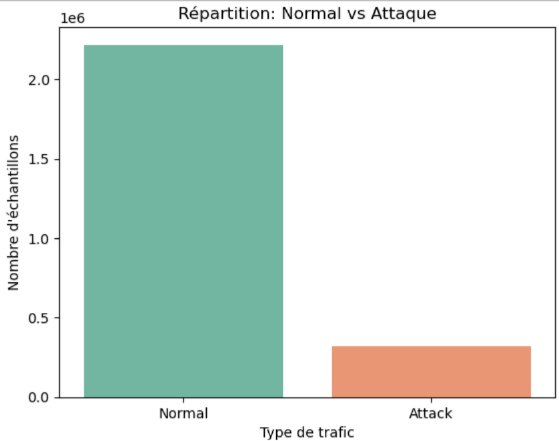 Répartition: Normal vs Attaque
1e6
2.0
1.5
1.0
0.5
0.0
Nombre d'échantillons
Normal Attack
Type de trafic